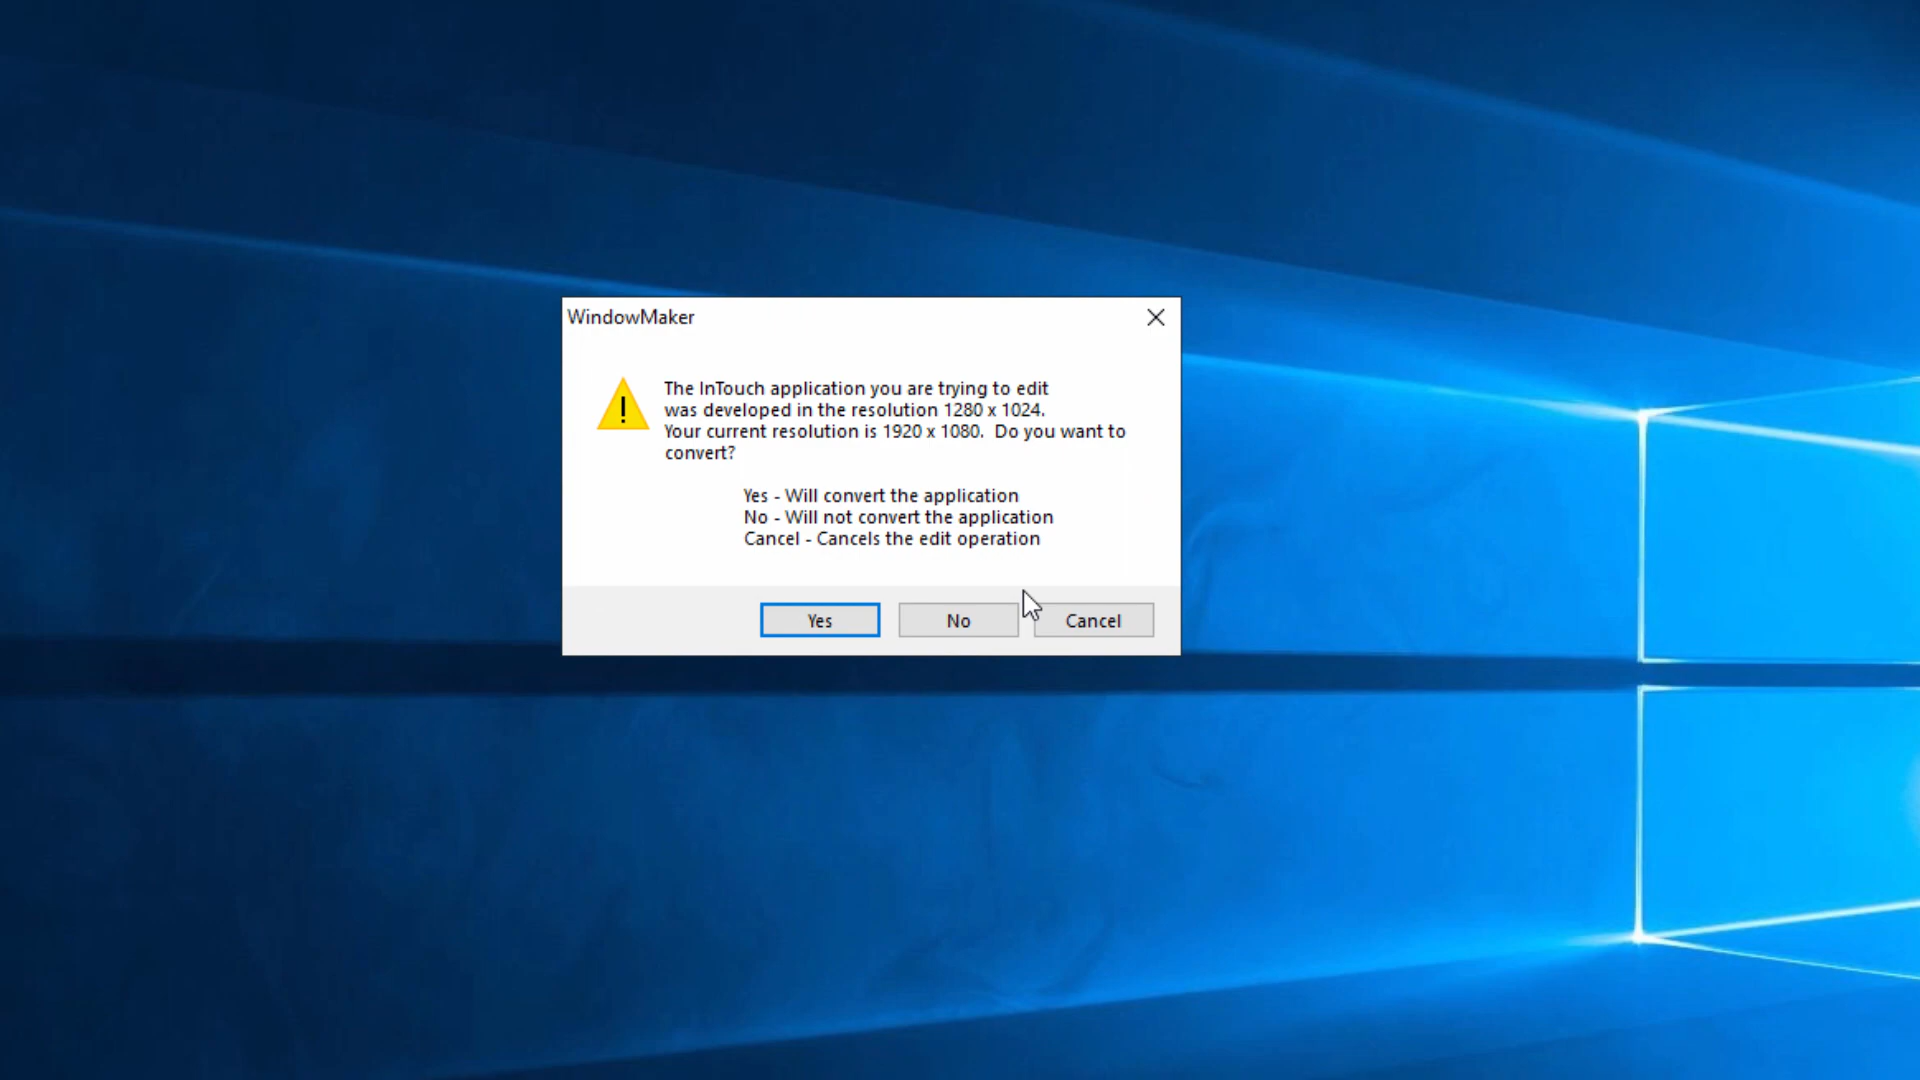 WindowMaker
The InTouch application you are trying to edit
was developed in the resolution 1280 x 1024.
Your current resolution is 1920 x 1080.  Do you want to
convert?
Yes - Will convert the application
No - Will not convert the application
Cancel - Cancels the edit operation
Yes No Cancel